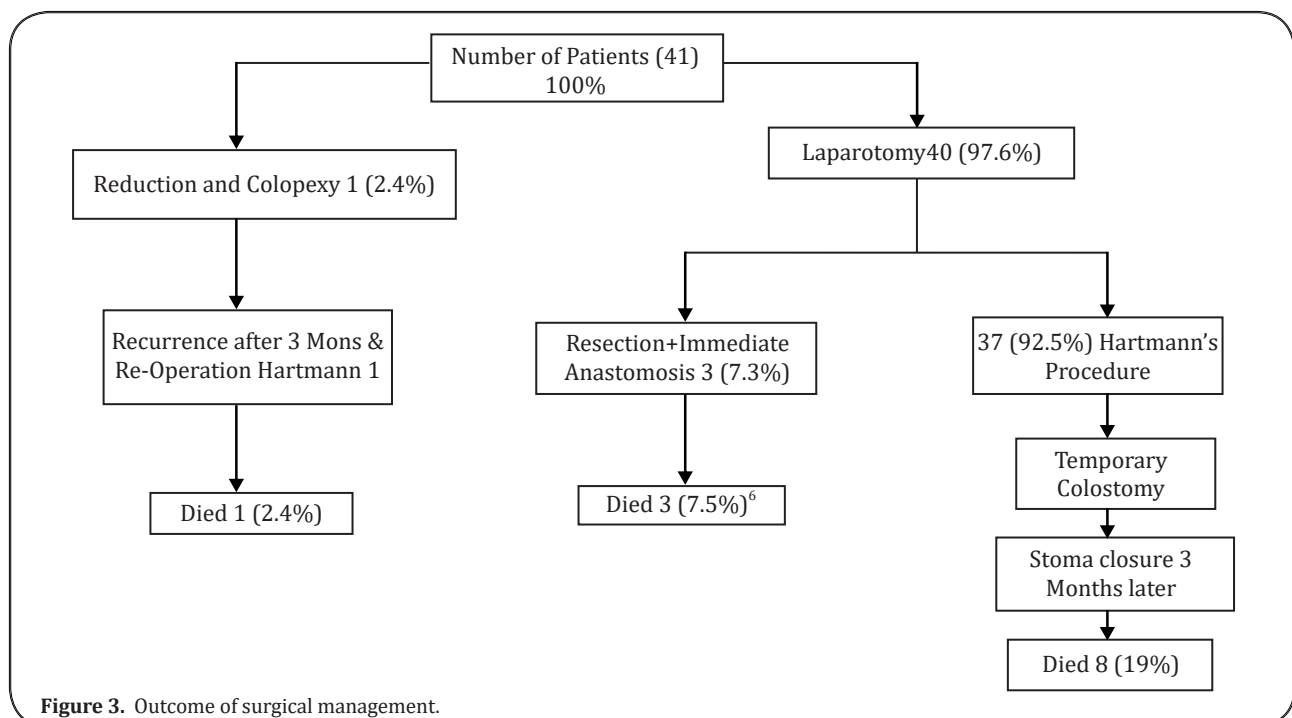 Number of Patients (41)
100%
Reduction and Colopexy 1 (2.4%)
Laparotomy40 (97.6%)
Recurrence after 3 Mons &
Re-Operation Hartmann 1
Resection+Immediate
Anastomosis 3 (7.3%)
37 (92.5%) Hartmann’s
Procedure
Died 1 (2.4%)
Died 3 (7.5%)⁶
Temporary
Colostomy
Stoma closure 3
Months later
Died 8 (19%)
Figure 3. Outcome of surgical management.